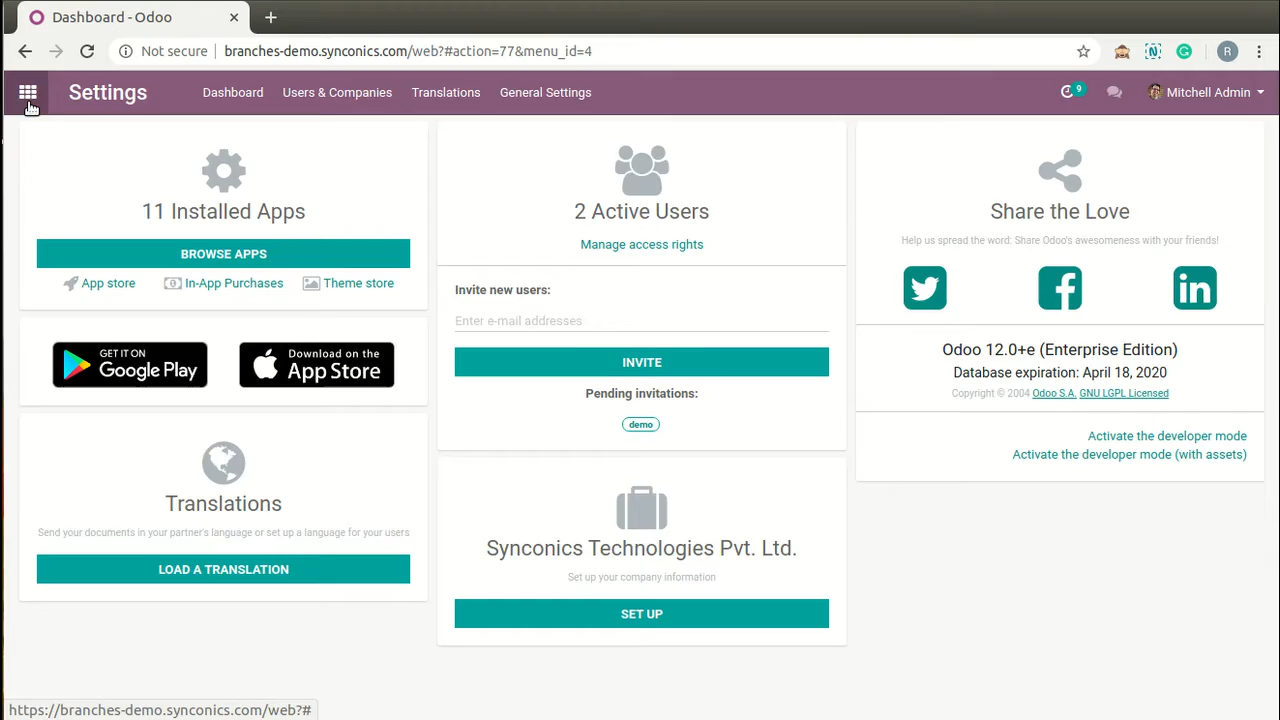 Dashboard - Odoo
Not secure
branches-demo.synconics.com/web?#action=77&menu_id=4
R
Settings
Dashboard
Users & Companies
Translations
General Settings
9
Mitchell Admin
11 Installed Apps
BROWSE APPS
App store
In-App Purchases
Theme store
GET IT ON
Google Play
Download on the
App Store
Translations
Send your documents in your partner's language or set up a language for your users
LOAD A TRANSLATION
2 Active Users
Manage access rights
Invite new users:
Enter e-mail addresses
INVITE
Pending invitations:
demo
Synconics Technologies Pvt. Ltd.
Set up your company information
SET UP
Share the Love
Help us spread the word: Share Odoo's awesomeness with your friends!
Odoo 12.0+e (Enterprise Edition)
Database expiration: April 18, 2020
Copyright © 2004 Odoo S.A. GNU LGPL Licensed
Activate the developer mode
Activate the developer mode (with assets)
https://branches-demo.synconics.com/web?#